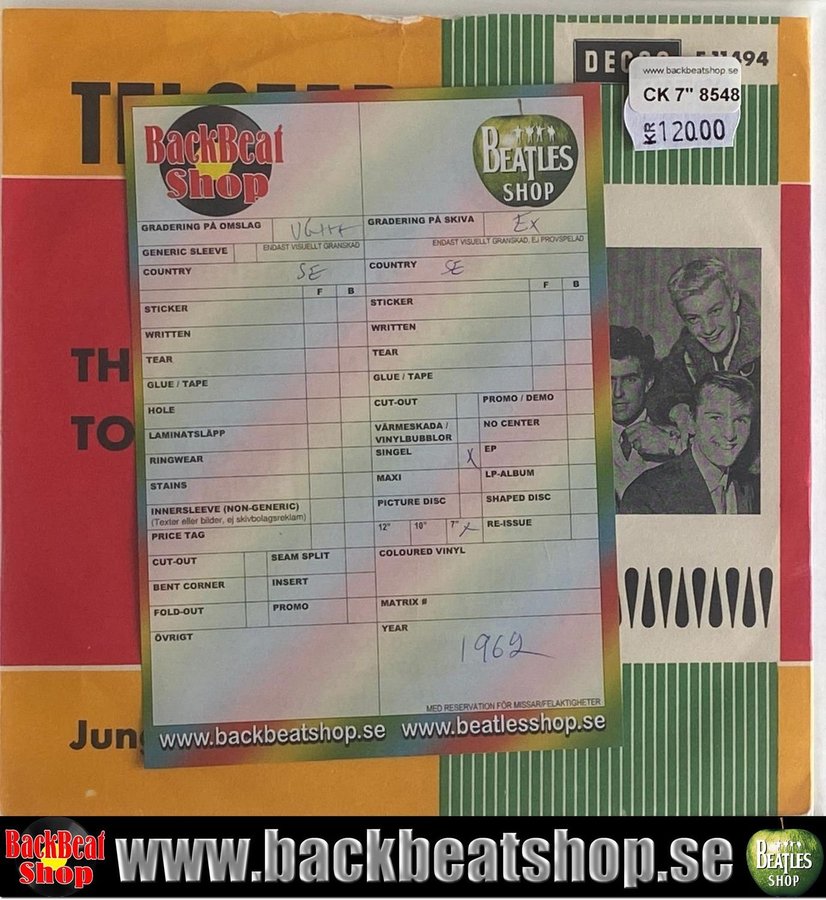 DECCA F 11494
www.backbeatshop.se
CK 7" 8548
KR 120.00
TH
TO
Jun
BackBeat
Shop
BEATLES
SHOP
GRADERING PÅ OMSLAG VG+++
GRADERING PÅ SKIVA Ex
GENERIC SLEEVE
ENDAST VISUELLT GRANSKAD
ENDAST VISUELLT GRANSKAD, EJ PROVSPELAD
COUNTRY SE
COUNTRY SE
F B
F B
STICKER
STICKER
WRITTEN
WRITTEN
TEAR
TEAR
GLUE / TAPE
GLUE / TAPE
HOLE
CUT-OUT
PROMO / DEMO
LAMINATSLÄPP
VÄRMESKADA /
VINYLBUBBLOR
NO CENTER
RINGWEAR
SINGEL X
EP
STAINS
MAXI
LP-ALBUM
INNERSLEEVE (NON-GENERIC)
(Texter eller bilder, ej skivbolagsreklam)
PICTURE DISC
SHAPED DISC
PRICE TAG
12" 10" 7" X
RE-ISSUE
CUT-OUT
SEAM SPLIT
COLOURED VINYL
BENT CORNER
INSERT
FOLD-OUT
PROMO
MATRIX #
ÖVRIGT
YEAR
1962
MED RESERVATION FÖR MISSAR/FELAKTIGHETER
www.backbeatshop.se www.beatlesshop.se
BackBeat
Shop
www.backbeatshop.se
BEATLES
SHOP